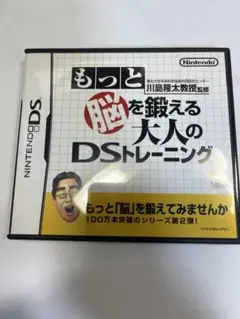 Nintendo
東北大学未来科学技術共同研究センター
川島隆太教授監修
もっと
脳を鍛える
大人の
DSトレーニング
NINTENDO DS
もっと「脳」を鍛えてみませんか
100万本突破のシリーズ第2弾!